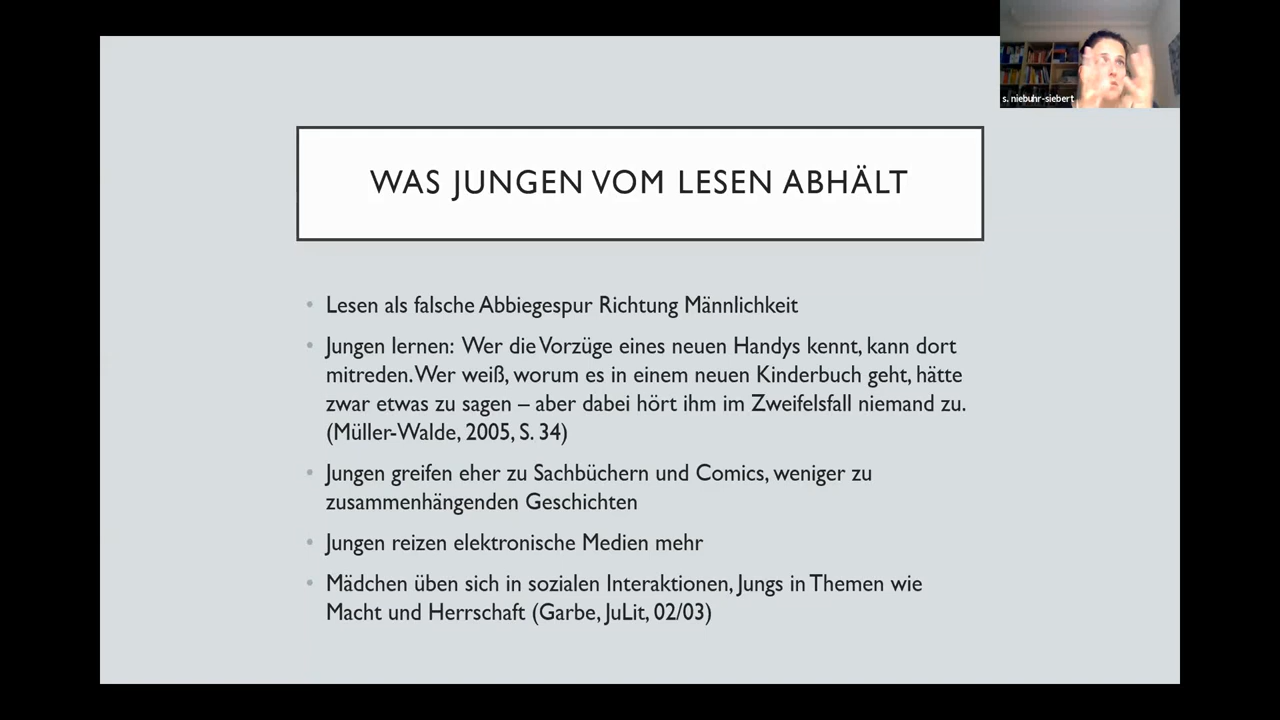 s. niebuhr-siebert
WAS JUNGEN VOM LESEN ABHÄLT
• Lesen als falsche Abbiegespur Richtung Männlichkeit
• Jungen lernen: Wer die Vorzüge eines neuen Handys kennt, kann dort
mitreden. Wer weiß, worum es in einem neuen Kinderbuch geht, hätte
zwar etwas zu sagen – aber dabei hört ihm im Zweifelsfall niemand zu.
(Müller-Walde, 2005, S. 34)
• Jungen greifen eher zu Sachbüchern und Comics, weniger zu
zusammenhängenden Geschichten
• Jungen reizen elektronische Medien mehr
• Mädchen üben sich in sozialen Interaktionen, Jungs in Themen wie
Macht und Herrschaft (Garbe, JuLit, 02/03)